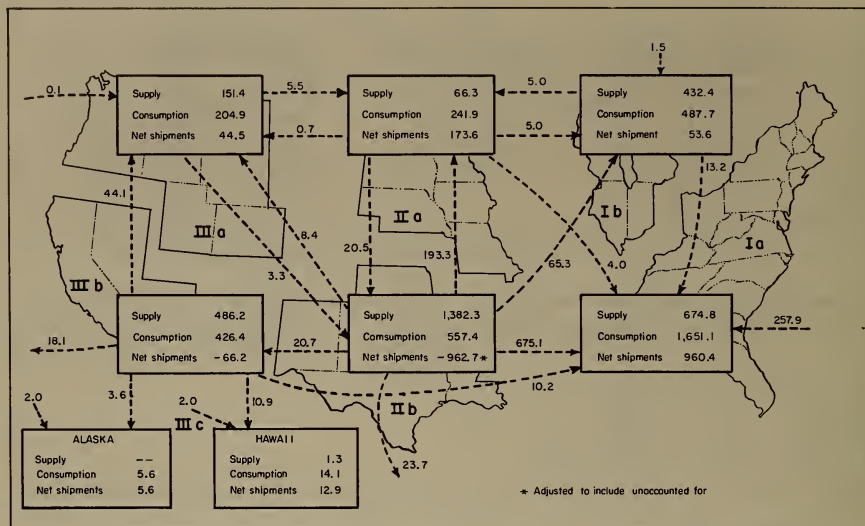 1.5
0.1
5.5
5.0
Supply 151.4
Consumption 204.9
Net shipments 44.5
Supply 66.3
Consumption 241.9
Net shipments 173.6
Supply 432.4
Consumption 487.7
Net shipment 53.6
0.7
5.0
13.2
44.1
III a
II a
I b
I a
8.4
3.3
20.5
193.3
65.3
4.0
III b
Supply 486.2
Consumption 426.4
Net shipments -66.2
Supply 1,382.3
Consumption 557.4
Net shipments -962.7*
Supply 674.8
Consumption 1,651.1
Net shipments 960.4
18.1
20.7
675.1
257.9
10.2
2.0
3.6
2.0
III c
10.9
II b
23.7
ALASKA
Supply --
Consumption 5.6
Net shipments 5.6
HAWAII
Supply 1.3
Consumption 14.1
Net shipments 12.9
* Adjusted to include unaccounted for